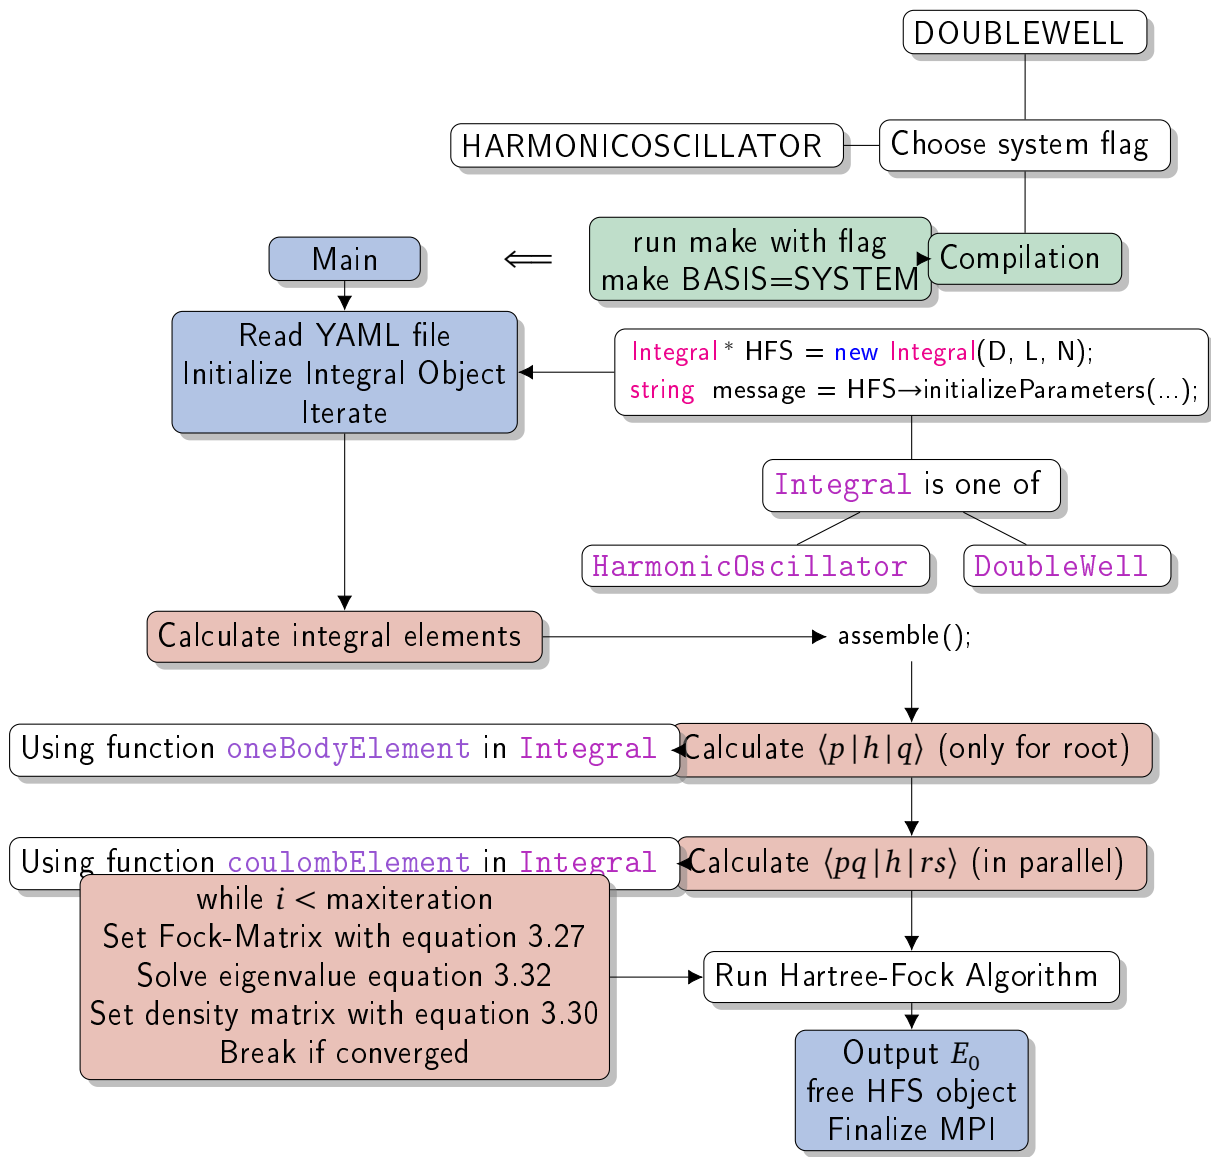 DOUBLEWELL
HARMONICOSCILLATOR
Choose system flag
Main
⟸
run make with flag
make BASIS=SYSTEM
Compilation
Read YAML file
Initialize Integral Object
Iterate
Integral* HFS = new Integral(D, L, N);
string message = HFS→initializeParameters(...);
Integral is one of
HarmonicOscillator
DoubleWell
Calculate integral elements
assemble();
Using function oneBodyElement in Integral
Calculate ⟨p|h|q⟩ (only for root)
Using function coulombElement in Integral
Calculate ⟨pq|h|rs⟩ (in parallel)
while i < maxiteration
Set Fock-Matrix with equation 3.27
Solve eigenvalue equation 3.32
Set density matrix with equation 3.30
Break if converged
Run Hartree-Fock Algorithm
Output E₀
free HFS object
Finalize MPI